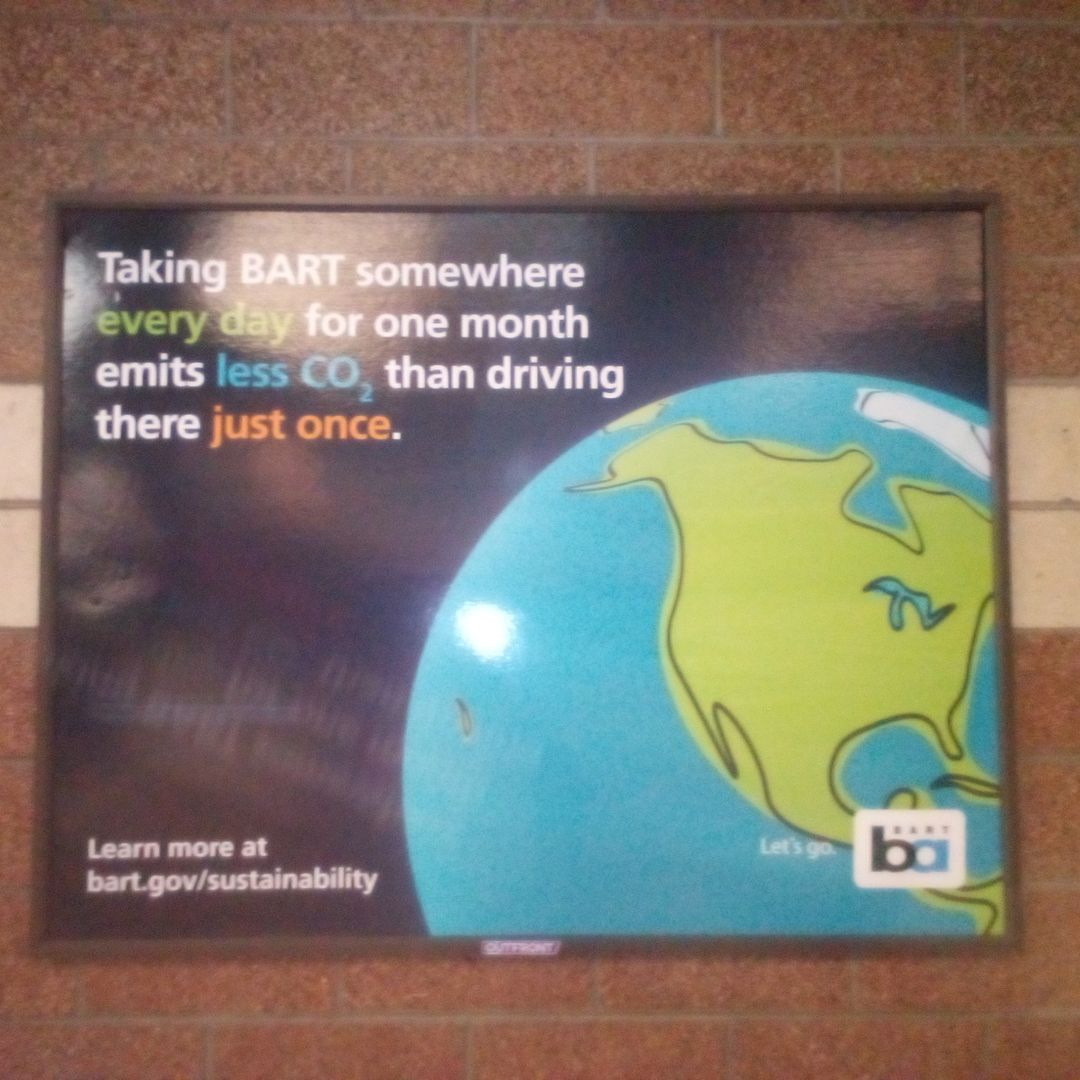 Taking BART somewhere
every day for one month
emits less CO₂ than driving
there just once.
Learn more at
bart.gov/sustainability
Let's go.
BART
ba
OUTFRONT